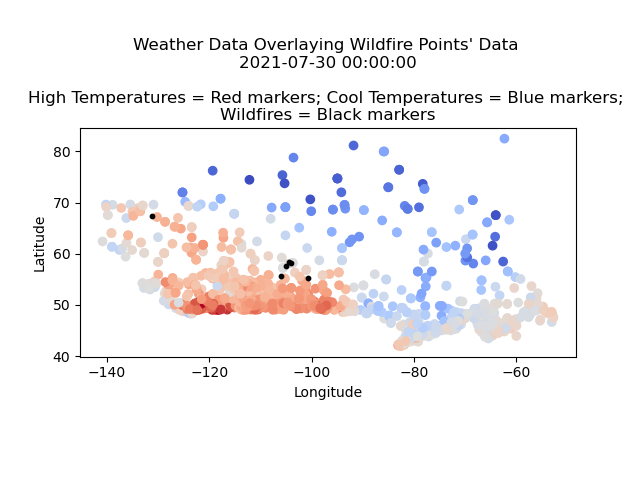 Weather Data Overlaying Wildfire Points' Data
2021-07-30 00:00:00
High Temperatures = Red markers; Cool Temperatures = Blue markers;
Wildfires = Black markers
80
70
60
50
40
Latitude
−140 −120 −100 −80 −60
Longitude